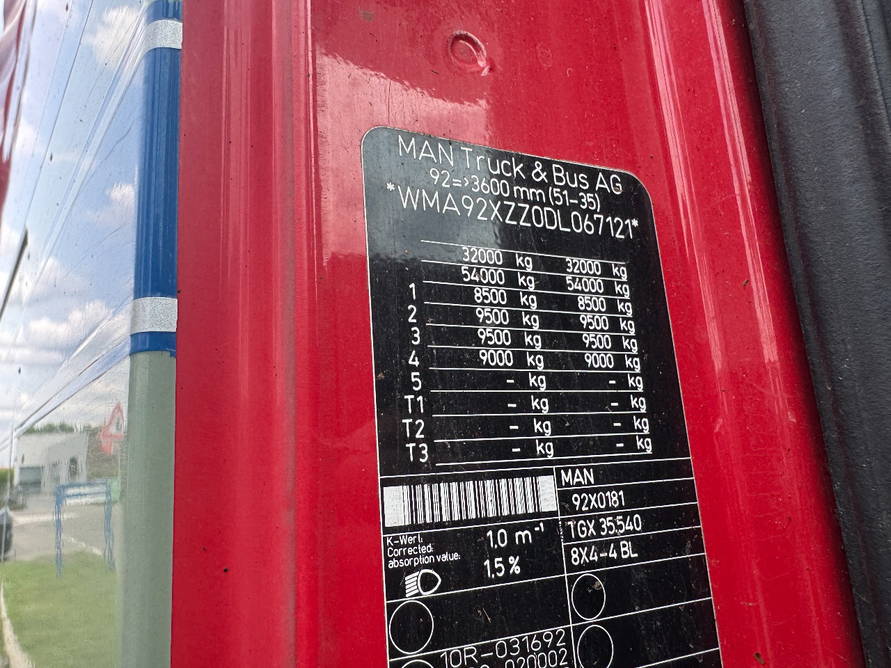 MAN Truck & Bus AG
92=>3600 mm (51-35)
*WMA92XZZ0DL067121*
32000 kg 32000 kg
54000 kg 54000 kg
1 8500 kg 8500 kg
2 9500 kg 9500 kg
3 9500 kg 9500 kg
4 9000 kg 9000 kg
5 - kg - kg
T1 - kg - kg
T2 - kg - kg
T3 - kg - kg
MAN
92X0181
TGX 35.540
8X4-4 BL
K-Wert:
Corrected
absorption value:
1.0 m⁻¹
1.5 %
10R-031692
020002